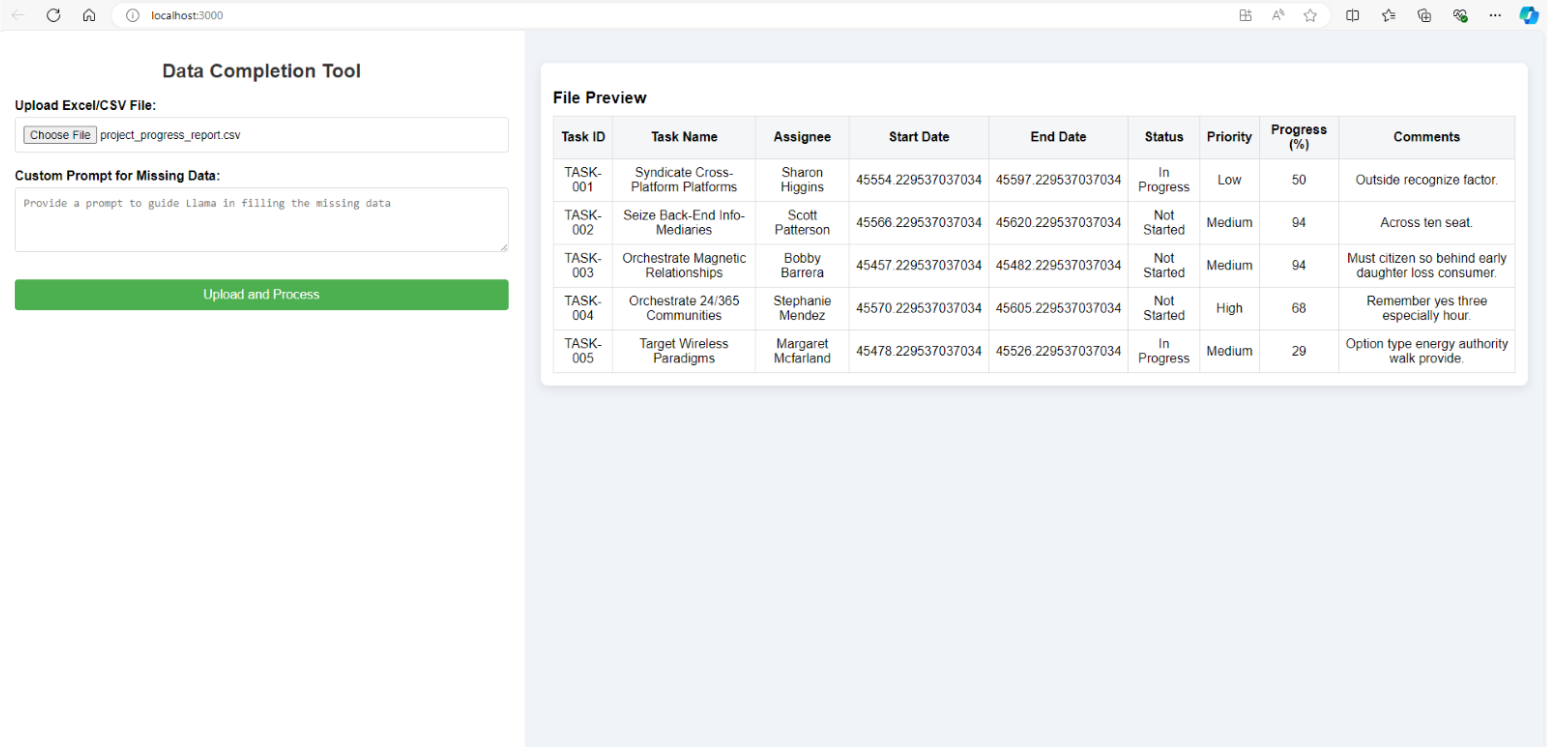 localhost:3000
Data Completion Tool
Upload Excel/CSV File:
Choose File project_progress_report.csv
Custom Prompt for Missing Data:
Provide a prompt to guide Llama in filling the missing data
Upload and Process
File Preview
Task ID Task Name Assignee Start Date End Date Status Priority Progress (%) Comments
TASK-001 Syndicate Cross-Platform Platforms Sharon Higgins 45554.229537037034 45597.229537037034 In Progress Low 50 Outside recognize factor.
TASK-002 Seize Back-End Info-Mediaries Scott Patterson 45566.229537037034 45620.229537037034 Not Started Medium 94 Across ten seat.
TASK-003 Orchestrate Magnetic Relationships Bobby Barrera 45457.229537037034 45482.229537037034 Not Started Medium 94 Must citizen so behind early daughter loss consumer.
TASK-004 Orchestrate 24/365 Communities Stephanie Mendez 45570.229537037034 45605.229537037034 Not Started High 68 Remember yes three especially hour.
TASK-005 Target Wireless Paradigms Margaret Mcfarland 45478.229537037034 45526.229537037034 In Progress Medium 29 Option type energy authority walk provide.